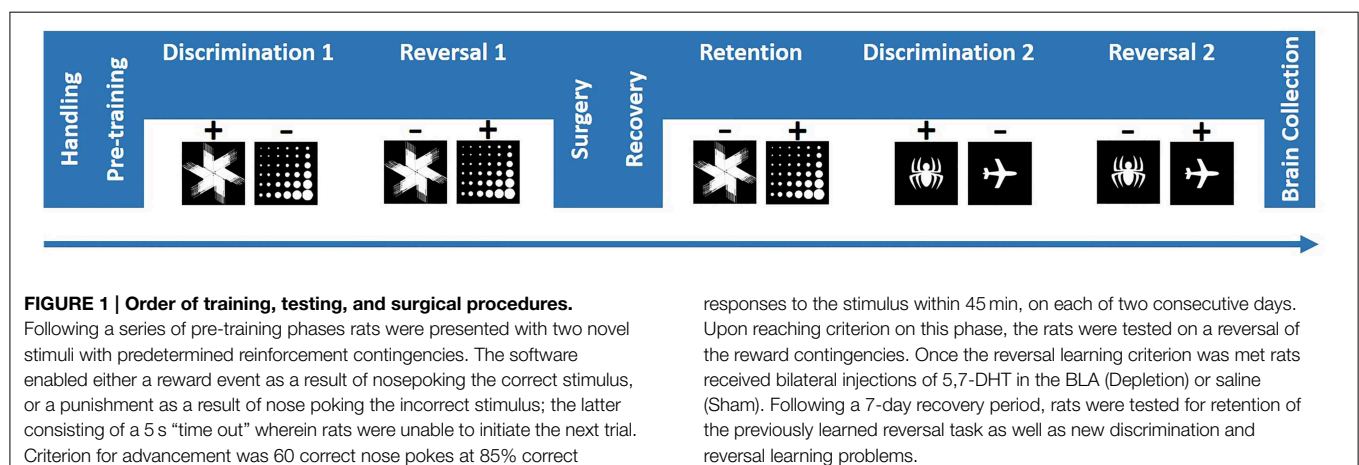 Handling
Pre-training
Discrimination 1
Reversal 1
Surgery
Recovery
Retention
Discrimination 2
Reversal 2
Brain Collection
+ −
− +
− +
+ −
− +
FIGURE 1 | Order of training, testing, and surgical procedures.
Following a series of pre-training phases rats were presented with two novel
stimuli with predetermined reinforcement contingencies. The software
enabled either a reward event as a result of nosepoking the correct stimulus,
or a punishment as a result of nose poking the incorrect stimulus; the latter
consisting of a 5 s “time out” wherein rats were unable to initiate the next trial.
Criterion for advancement was 60 correct nose pokes at 85% correct
responses to the stimulus within 45 min, on each of two consecutive days.
Upon reaching criterion on this phase, the rats were tested on a reversal of
the reward contingencies. Once the reversal learning criterion was met rats
received bilateral injections of 5,7-DHT in the BLA (Depletion) or saline
(Sham). Following a 7-day recovery period, rats were tested for retention of
the previously learned reversal task as well as new discrimination and
reversal learning problems.